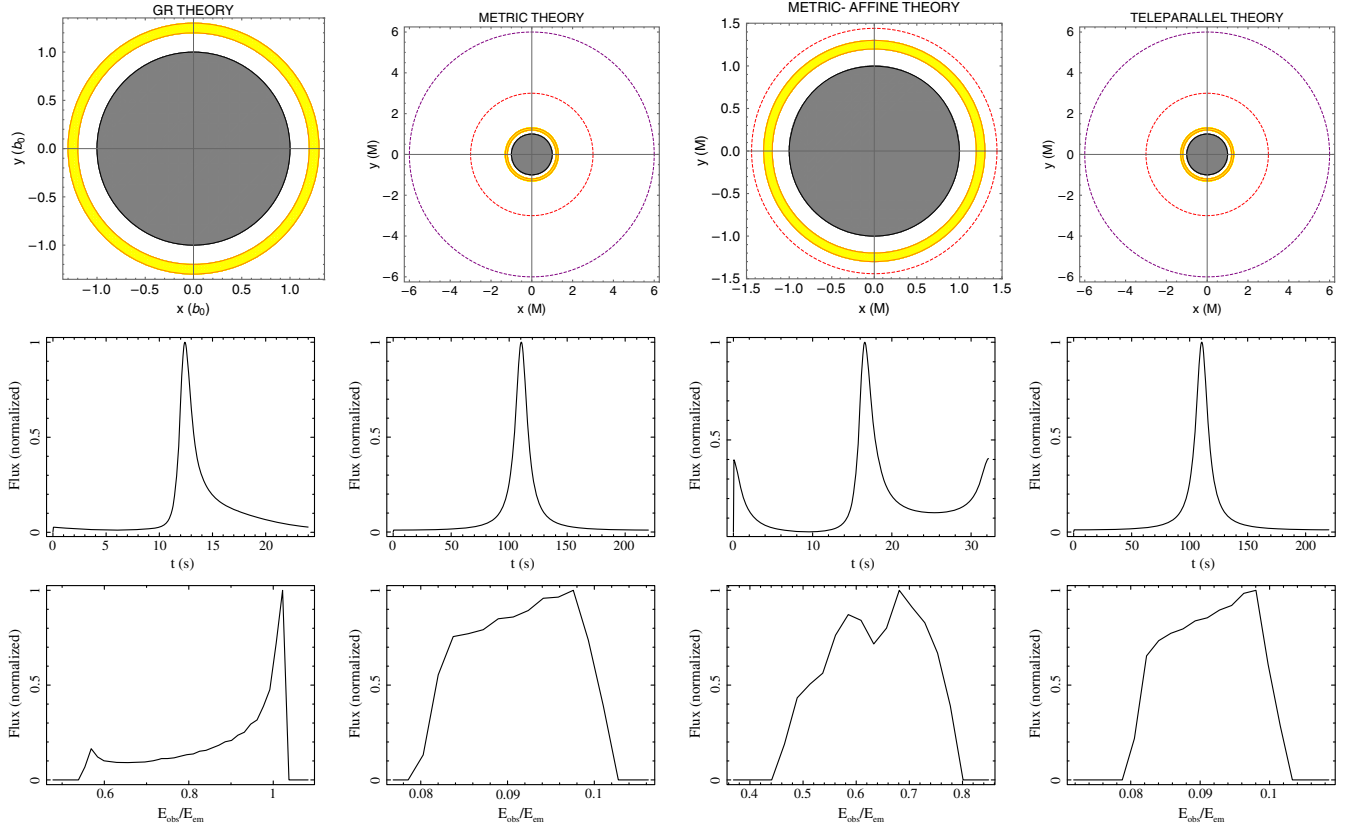 GR THEORY
METRIC THEORY
METRIC- AFFINE THEORY
TELEPARALLEL THEORY
1.0
0.5
0.0
−0.5
−1.0
y (b0)
−1.0 −0.5 0.0 0.5 1.0
x (b0)
6
4
2
0
−2
−4
−6
y (M)
−6 −4 −2 0 2 4 6
x (M)
1.5
1.0
0.5
0.0
−0.5
−1.0
−1.5
y (M)
−1.5 −1.0 −0.5 0.0 0.5 1.0 1.5
x (M)
6
4
2
0
−2
−4
−6
y (M)
−6 −4 −2 0 2 4 6
x (M)
Flux (normalized)
0 0.5 1
0 10 20
t (s)
Flux (normalized)
0 0.5 1
0 50 100 150 200
t (s)
Flux (normalized)
0.5 1
0 10 20 30
t (s)
Flux (normalized)
0 0.5 1
0 50 100 150 200
t (s)
Flux (normalized)
0 0.5 1
0.6 0.8 1
Eobs/Eem
Flux (normalized)
0 0.5 1
0.08 0.09 0.1
Eobs/Eem
Flux (normalized)
0 0.5 1
0.4 0.5 0.6 0.7 0.8
Eobs/Eem
Flux (normalized)
0 0.5 1
0.08 0.09 0.1
Eobs/Eem